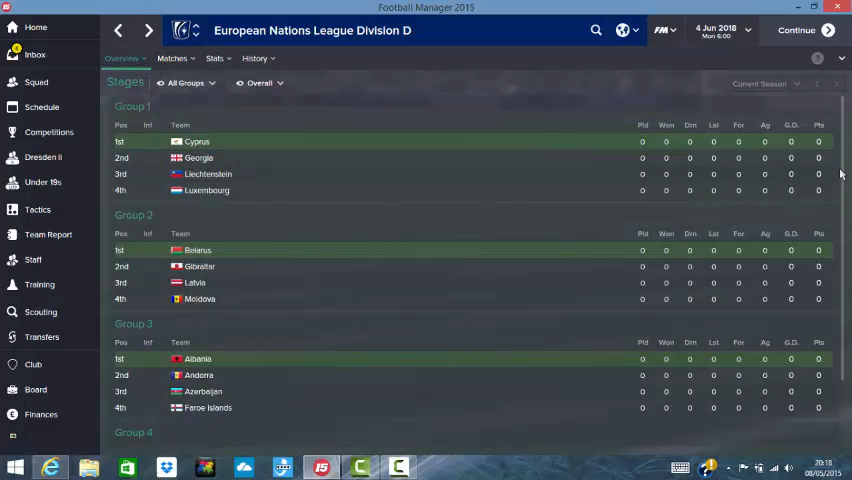 Football Manager 2015
Home
European Nations League Division D
FM
4 Jun 2018
Mon 6:00
Continue
4
Inbox
Overview
Matches
Stats
History
Squad
Stages
All Groups
Overall
Current Season
Schedule
Group 1
Pos Inf Team Pld Won Drn Lst For Ag G.D. Pts
1st Cyprus 0 0 0 0 0 0 0 0
2nd Georgia 0 0 0 0 0 0 0 0
3rd Liechtenstein 0 0 0 0 0 0 0 0
4th Luxembourg 0 0 0 0 0 0 0 0
Group 2
Pos Inf Team Pld Won Drn Lst For Ag G.D. Pts
1st Belarus 0 0 0 0 0 0 0 0
2nd Gibraltar 0 0 0 0 0 0 0 0
3rd Latvia 0 0 0 0 0 0 0 0
4th Moldova 0 0 0 0 0 0 0 0
Group 3
Pos Inf Team Pld Won Drn Lst For Ag G.D. Pts
1st Albania 0 0 0 0 0 0 0 0
2nd Andorra 0 0 0 0 0 0 0 0
3rd Azerbaijan 0 0 0 0 0 0 0 0
4th Faroe Islands 0 0 0 0 0 0 0 0
Group 4
Competitions
Dresden II
Under 19s
Tactics
Team Report
Staff
Training
Scouting
Transfers
Club
Board
Finances
15
20:18
08/05/2015